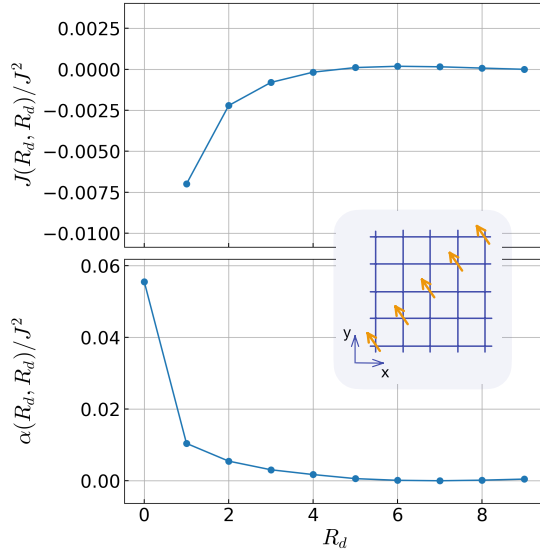 J(R_d, R_d)/J^2
0.0025
0.0000
−0.0025
−0.0050
−0.0075
−0.0100
α(R_d, R_d)/J^2
0.06
0.04
0.02
0.00
y
x
0 2 4 6 8
R_d